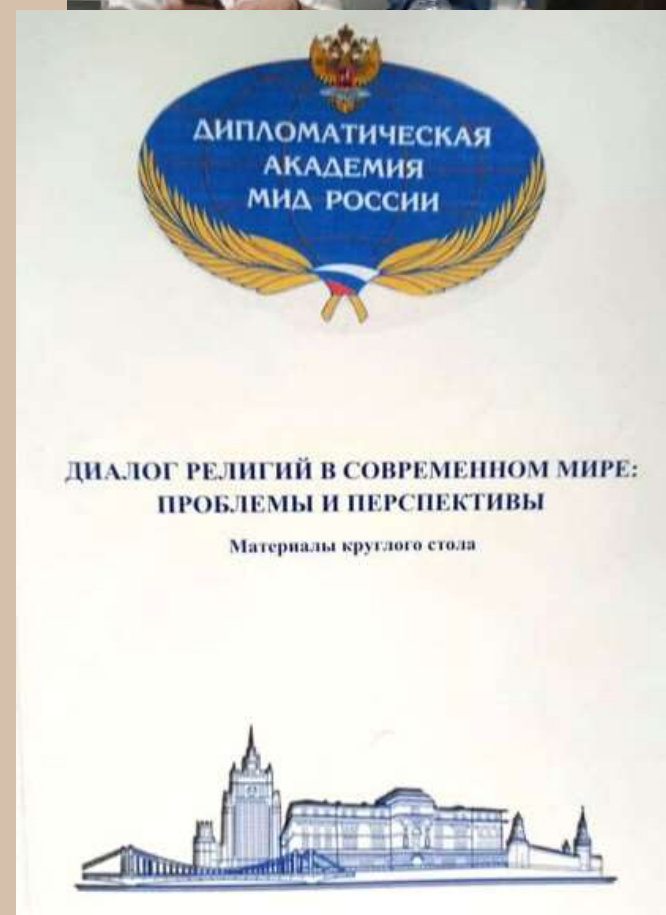 ДИПЛОМАТИЧЕСКАЯ
АКАДЕМИЯ
МИД РОССИИ
ДИАЛОГ РЕЛИГИЙ В СОВРЕМЕННОМ МИРЕ:
ПРОБЛЕМЫ И ПЕРСПЕКТИВЫ
Материалы круглого стола